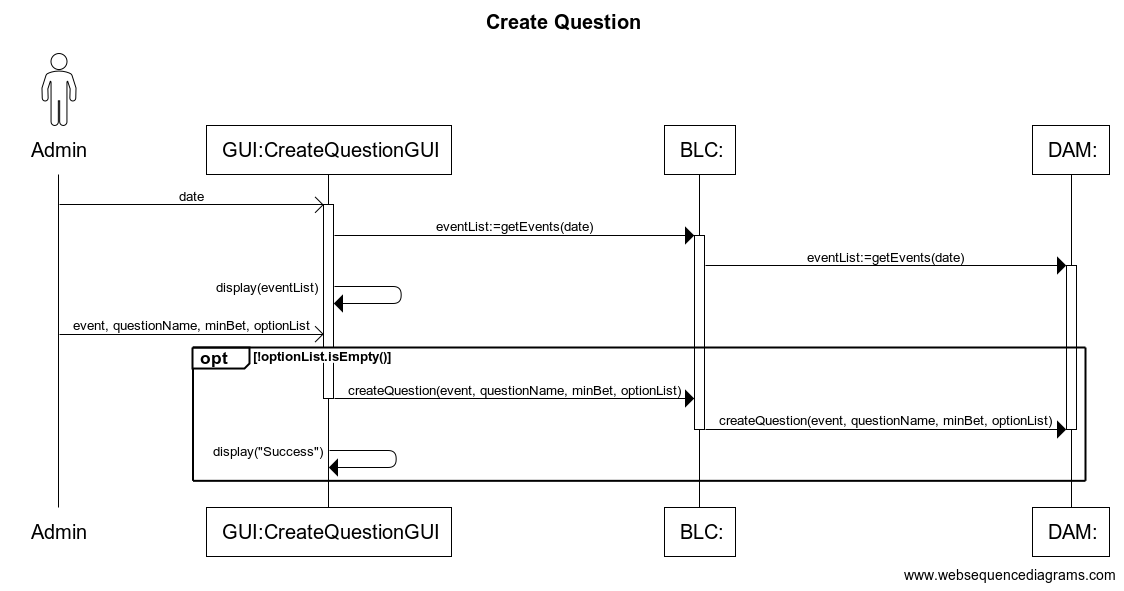 Create Question
Admin
GUI:CreateQuestionGUI
BLC:
DAM:
date
eventList:=getEvents(date)
eventList:=getEvents(date)
display(eventList)
event, questionName, minBet, optionList
opt
[!optionList.isEmpty()]
createQuestion(event, questionName, minBet, optionList)
createQuestion(event, questionName, minBet, optionList)
display("Success")
Admin
GUI:CreateQuestionGUI
BLC:
DAM:
www.websequencediagrams.com